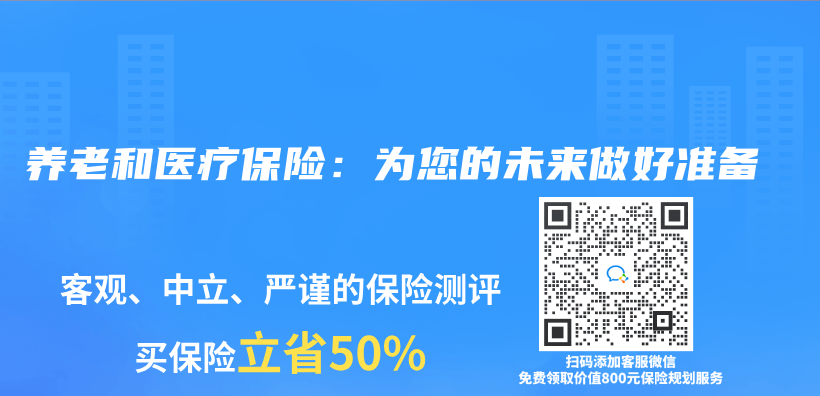 养老和医疗保险：为您的未来做好准备
客观、中立、严谨的保险测评
买保险立省50%
扫码添加客服微信
免费领取价值800元保险规划服务